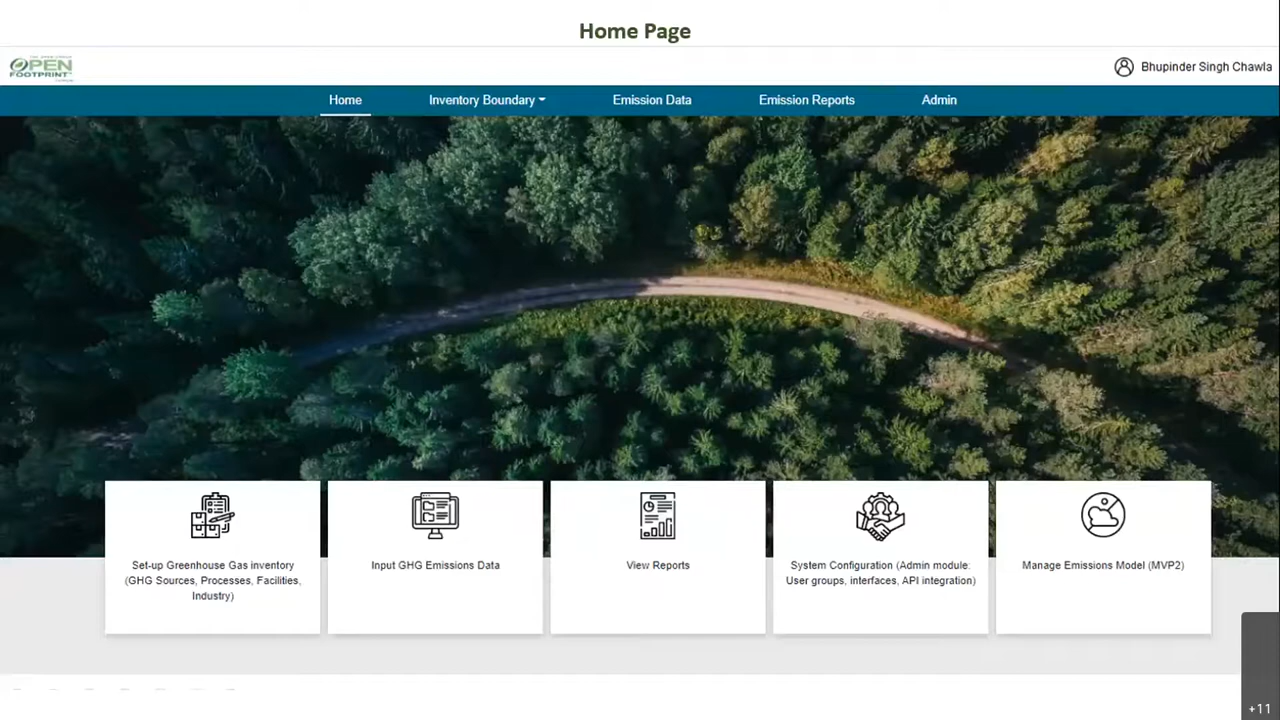 Home Page
OPEN
FOOTPRINT
Bhupinder Singh Chawla
Home
Inventory Boundary
Emission Data
Emission Reports
Admin
Set-up Greenhouse Gas inventory
(GHG Sources, Processes, Facilities,
Industry)
Input GHG Emissions Data
View Reports
System Configuration (Admin module:
User groups, interfaces, API integration)
Manage Emissions Model (MVP2)
+11